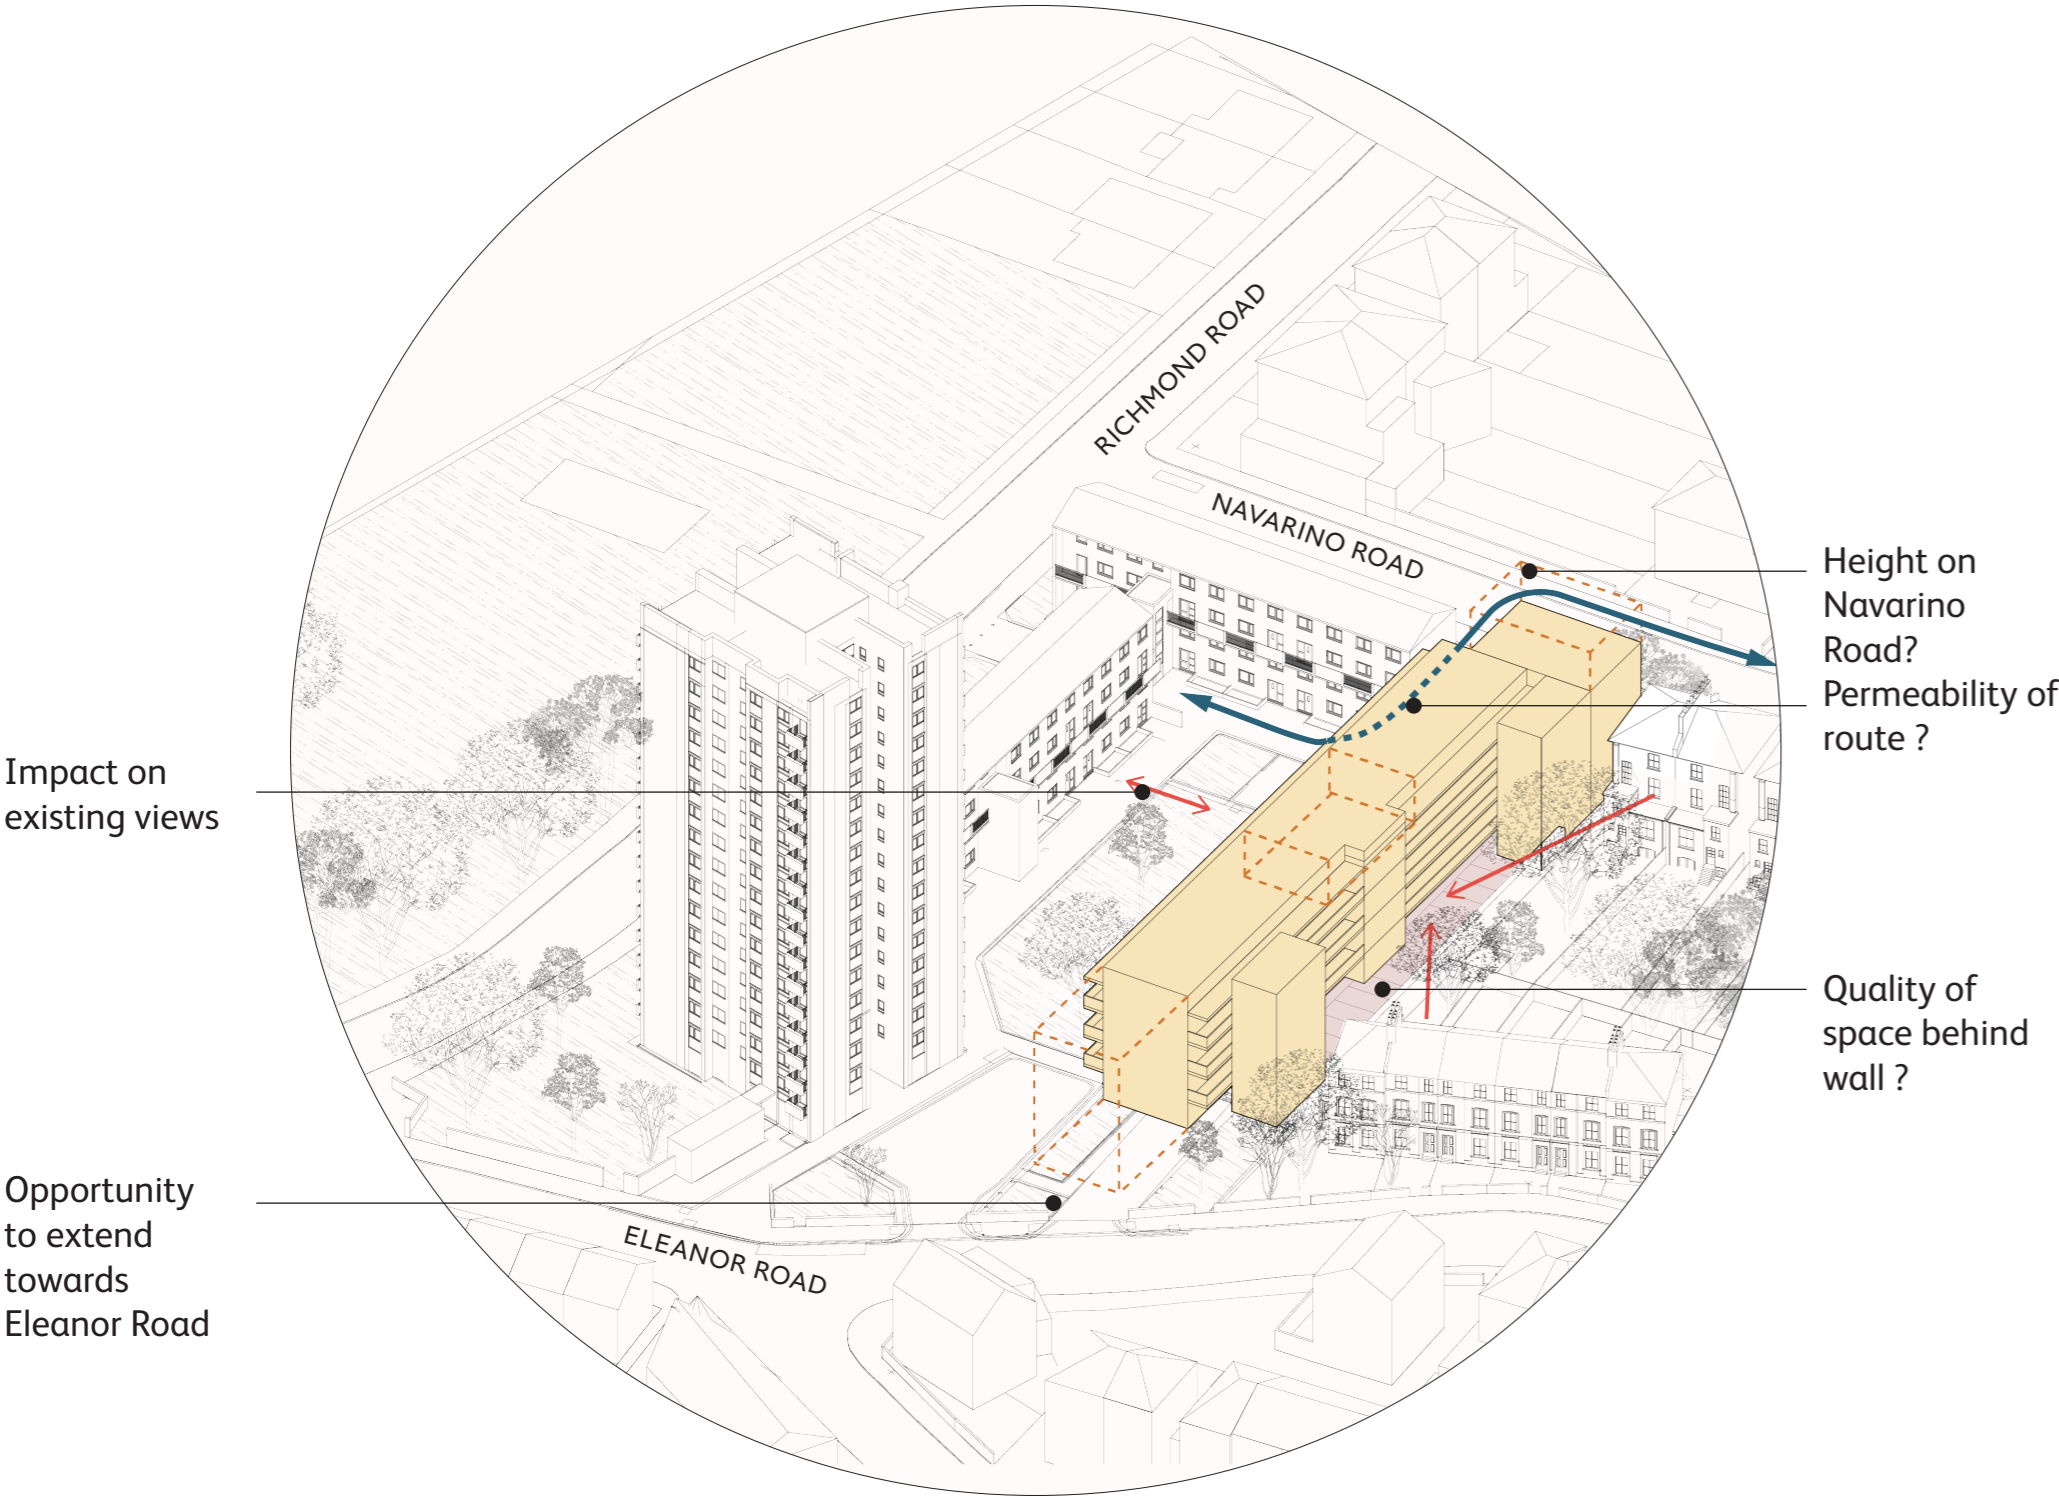 RICHMOND ROAD
NAVARINO ROAD
Height on
Navarino
Road?
Permeability of
route ?
Impact on
existing views
Quality of
space behind
wall ?
Opportunity
to extend
towards
Eleanor Road
ELEANOR ROAD